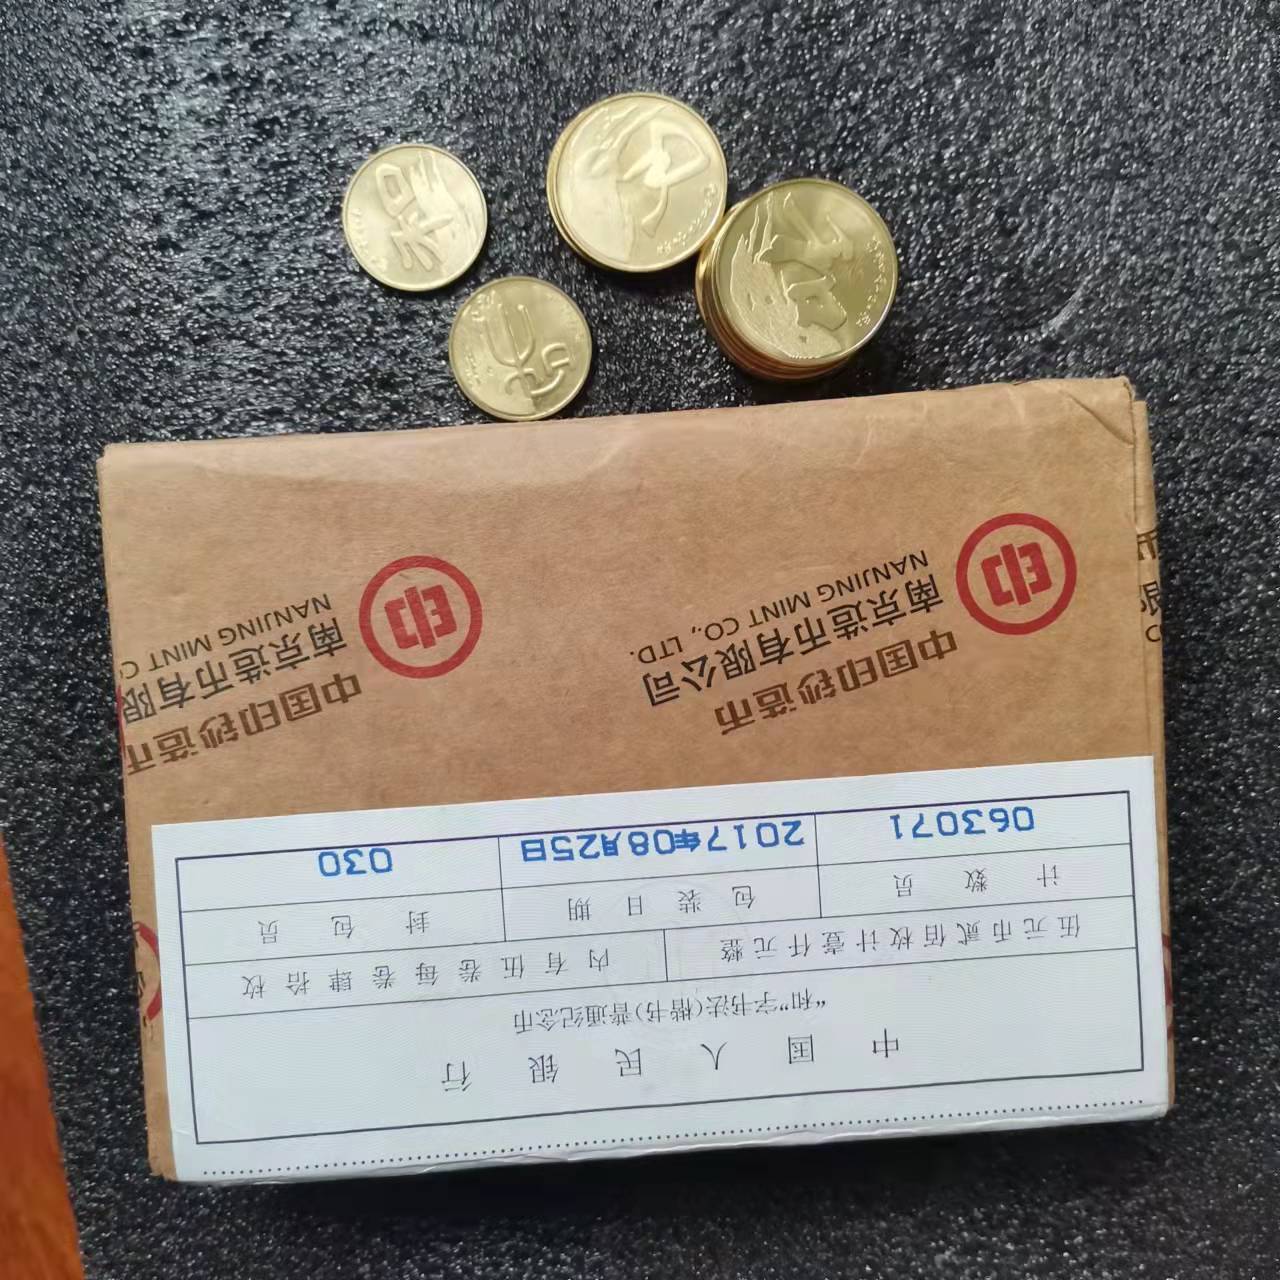 中国人民银行
“和”字书法(楷书)普通纪念币
伍元币贰佰枚计壹仟元整 内有伍卷每卷肆拾枚
计数员 包装日期 封包员
063071 2017年08月25日 030
中国印钞造币
南京造币有限公司
NANJING MINT CO., LTD.
印
中国印钞造币
南京造币有限
NANJING MINT C
印
和